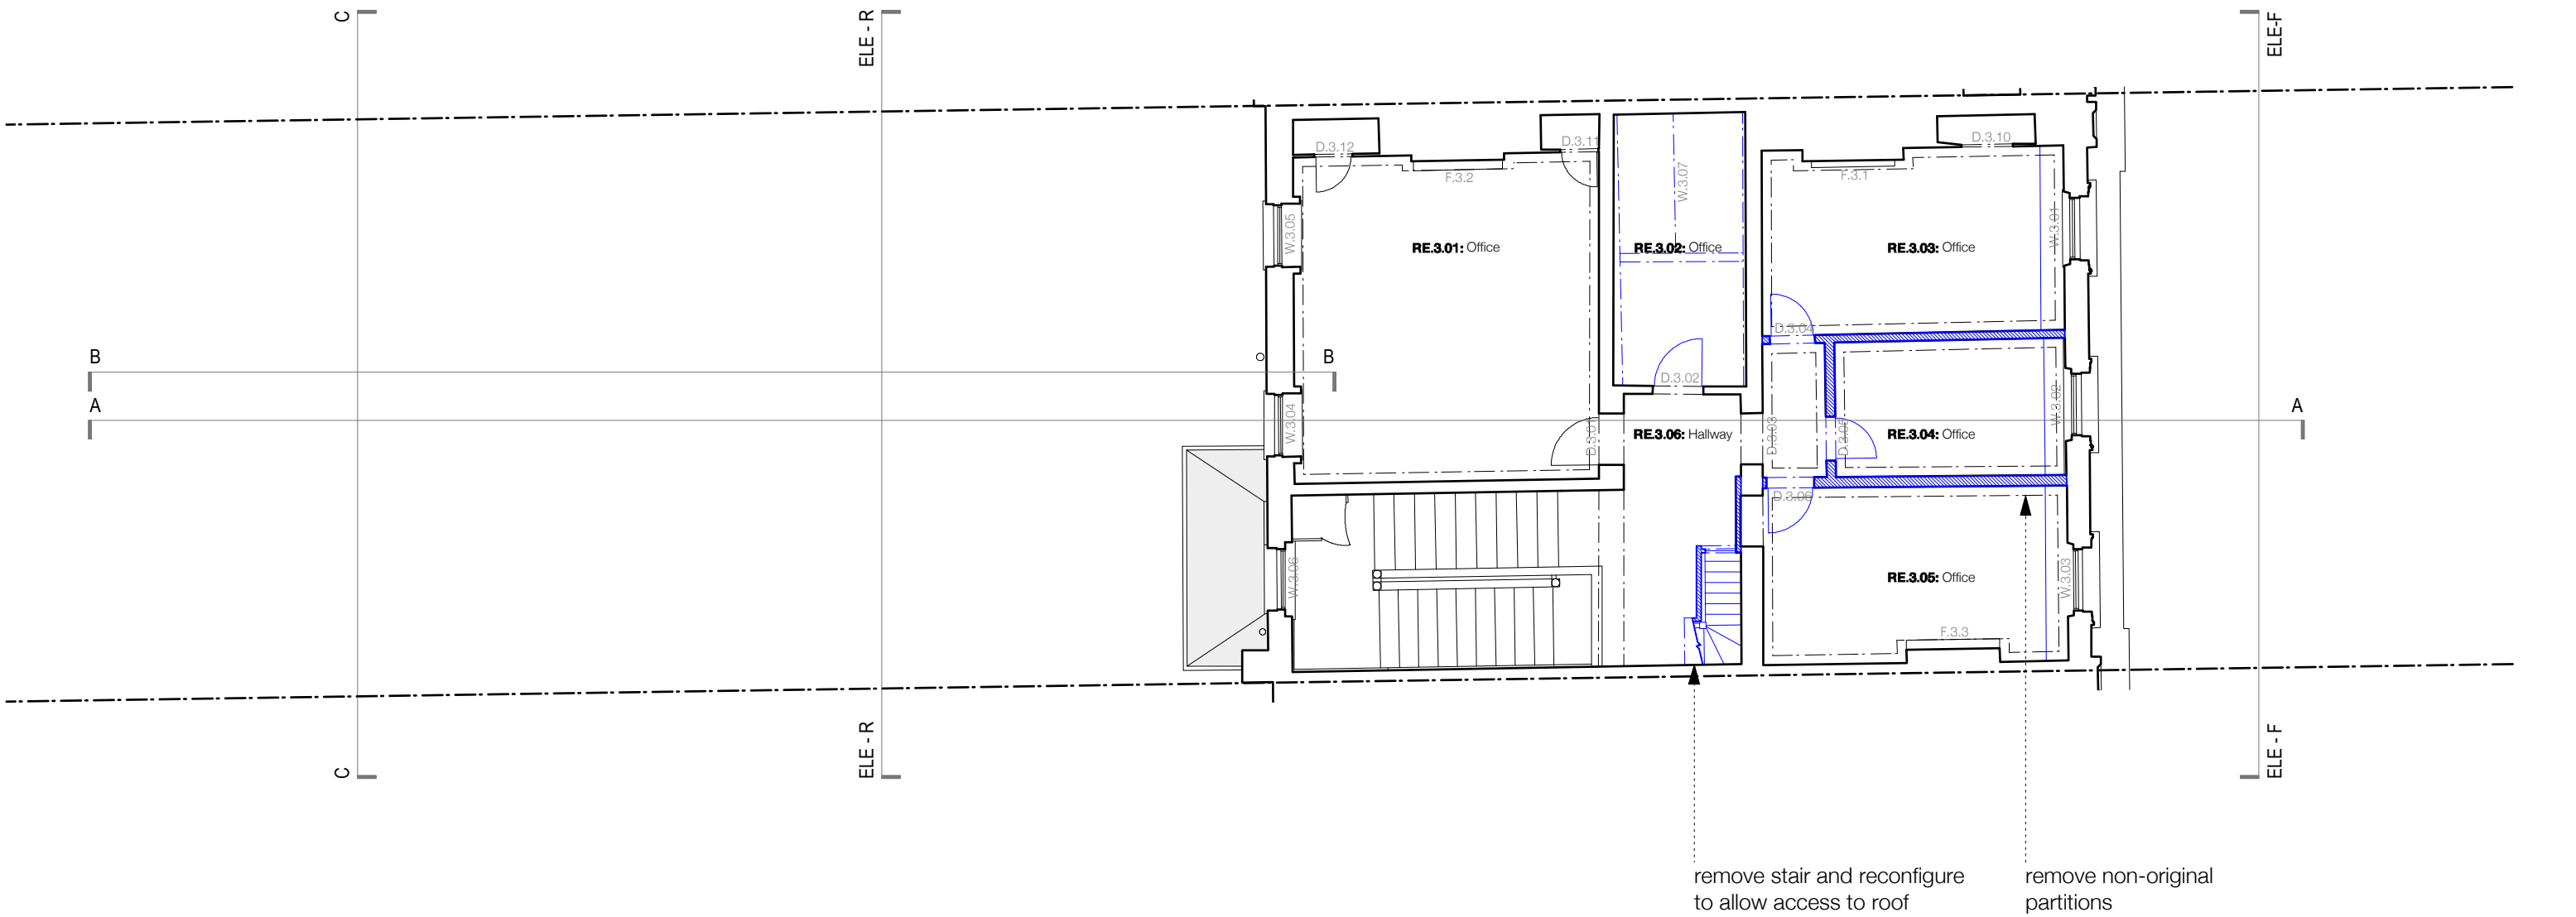 C
ELE - R
ELE-F
D.3.12
D.3.11
D.3.10
F.3.2
W.3.07
F.3.1
W.3.05
W.3.01
RE.3.01: Office
RE.3.02: Office
RE.3.03: Office
D.3.04
B
B
D.3.02
A
A
W.3.04
W.3.02
D.3.01
RE.3.06: Hallway
D.3.03
D.3.05
RE.3.04: Office
D.3.06
W.3.06
RE.3.05: Office
W.3.03
F.3.3
C
ELE - R
ELE - F
remove stair and reconfigure
to allow access to roof
remove non-original
partitions